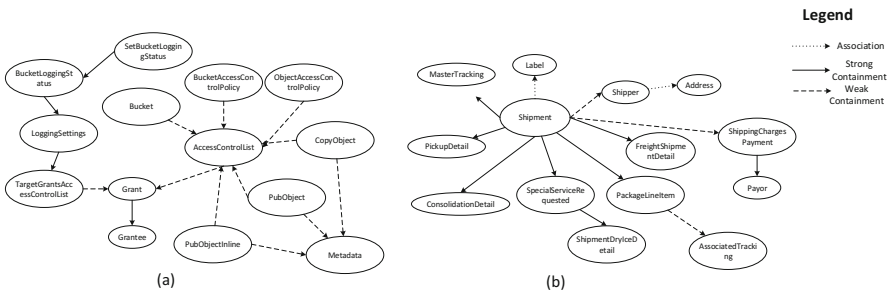 Legend
Association
Strong
Containment
Weak
Containment
SetBucketLoggin
gStatus
BucketLoggingSt
atus
BucketAccessCon
trolPolicy
ObjectAccessCon
trolPolicy
Bucket
LoggingSettings
AccessControlList
CopyObject
TargetGrantsAcc
essControlList
Grant
PubObject
Grantee
PubObjectInline
Metadata
(a)
Label
MasterTracking
Shipper
Address
Shipment
PickupDetail
FreightShipme
ntDetail
ShippingCharges
Payment
ConsolidationDetail
SpecialServiceRe
quested
PackageLineItem
Payor
ShipmentDryIceD
etail
AssociatedTracki
ng
(b)